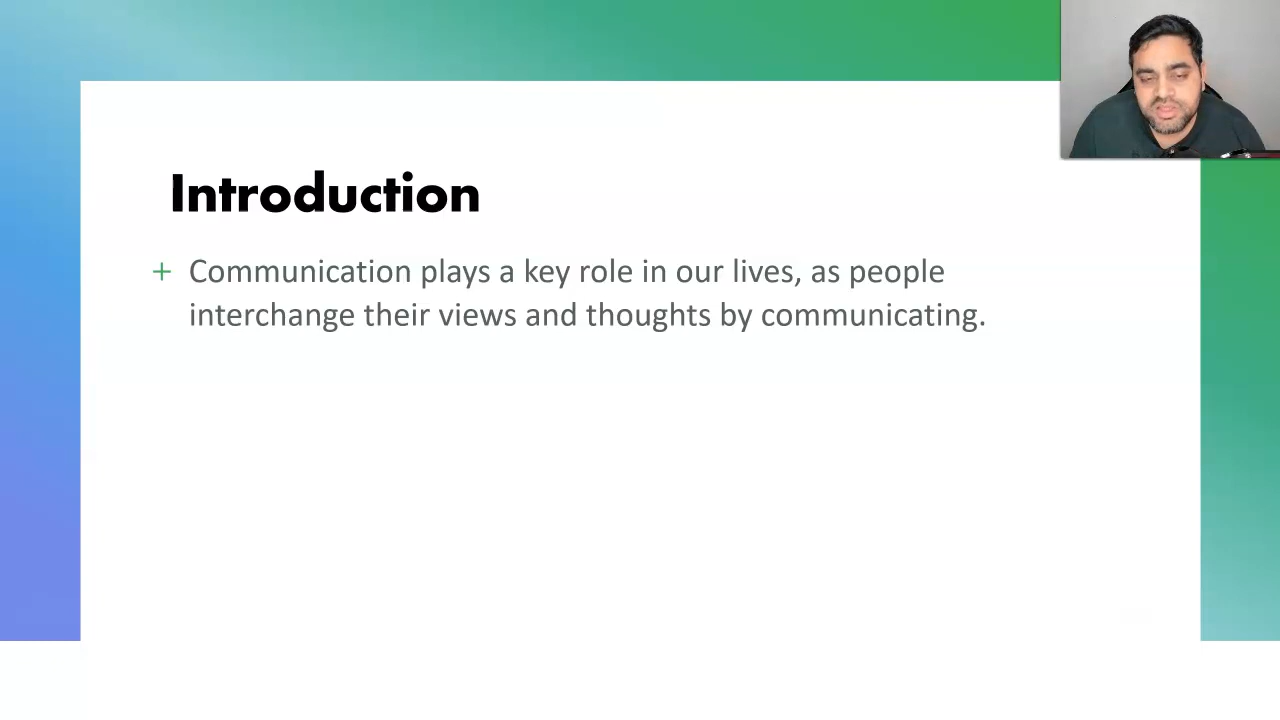 Introduction
+ Communication plays a key role in our lives, as people
interchange their views and thoughts by communicating.